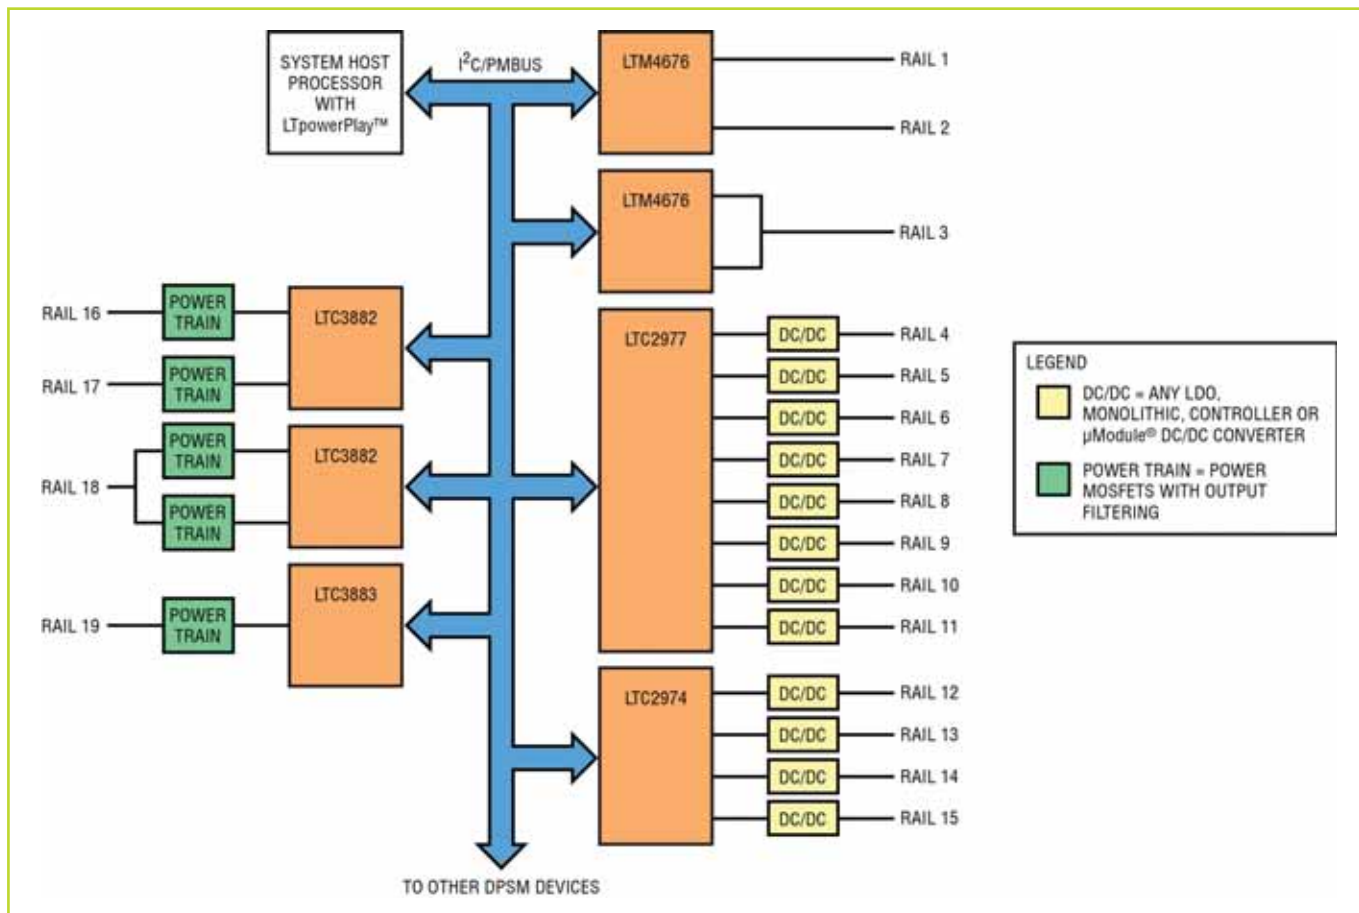 SYSTEM HOST
PROCESSOR
WITH
LTpowerPlay™
I²C/PMBUS
LTM4676
RAIL 1
RAIL 2
LTM4676
RAIL 3
RAIL 16
POWER
TRAIN
LTC3882
RAIL 17
POWER
TRAIN
RAIL 18
POWER
TRAIN
POWER
TRAIN
LTC3882
RAIL 19
POWER
TRAIN
LTC3883
LTC2977
DC/DC
RAIL 4
DC/DC
RAIL 5
DC/DC
RAIL 6
DC/DC
RAIL 7
DC/DC
RAIL 8
DC/DC
RAIL 9
DC/DC
RAIL 10
DC/DC
RAIL 11
LTC2974
DC/DC
RAIL 12
DC/DC
RAIL 13
DC/DC
RAIL 14
DC/DC
RAIL 15
TO OTHER DPSM DEVICES
LEGEND
DC/DC = ANY LDO,
MONOLITHIC, CONTROLLER OR
µModule® DC/DC CONVERTER
POWER TRAIN = POWER
MOSFETS WITH OUTPUT
FILTERING